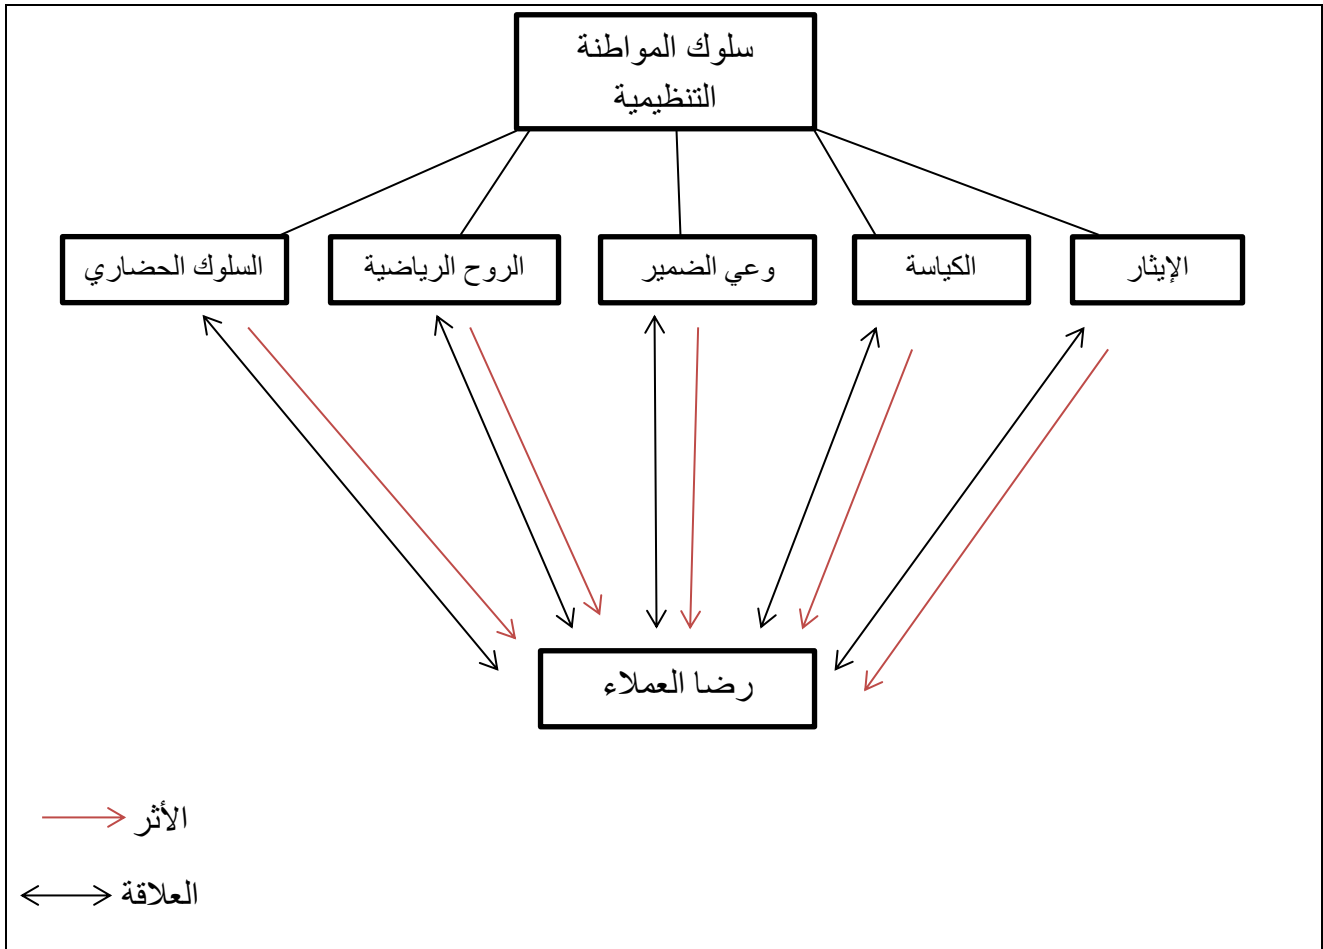 سلوك المواطنة
التنظيمية
الإيثار
الكياسة
وعي الضمير
الروح الرياضية
السلوك الحضاري
رضا العملاء
الأثر
العلاقة